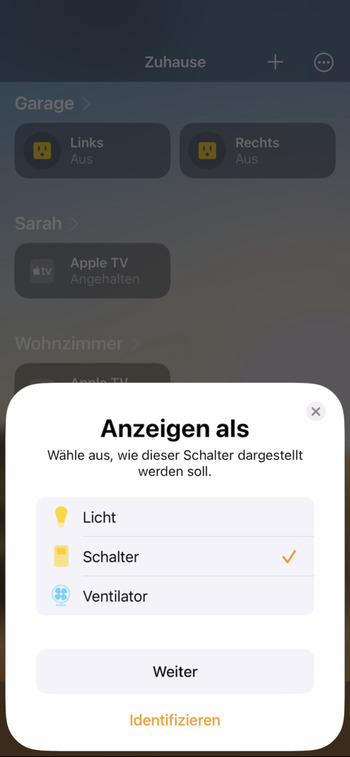 Zuhause
Garage
Links
Aus
Rechts
Aus
Sarah
tv
Apple TV
Angehalten
Wohnzimmer
Apple TV
Anzeigen als
Wähle aus, wie dieser Schalter dargestellt
werden soll.
Licht
Schalter
Ventilator
Weiter
Identifizieren